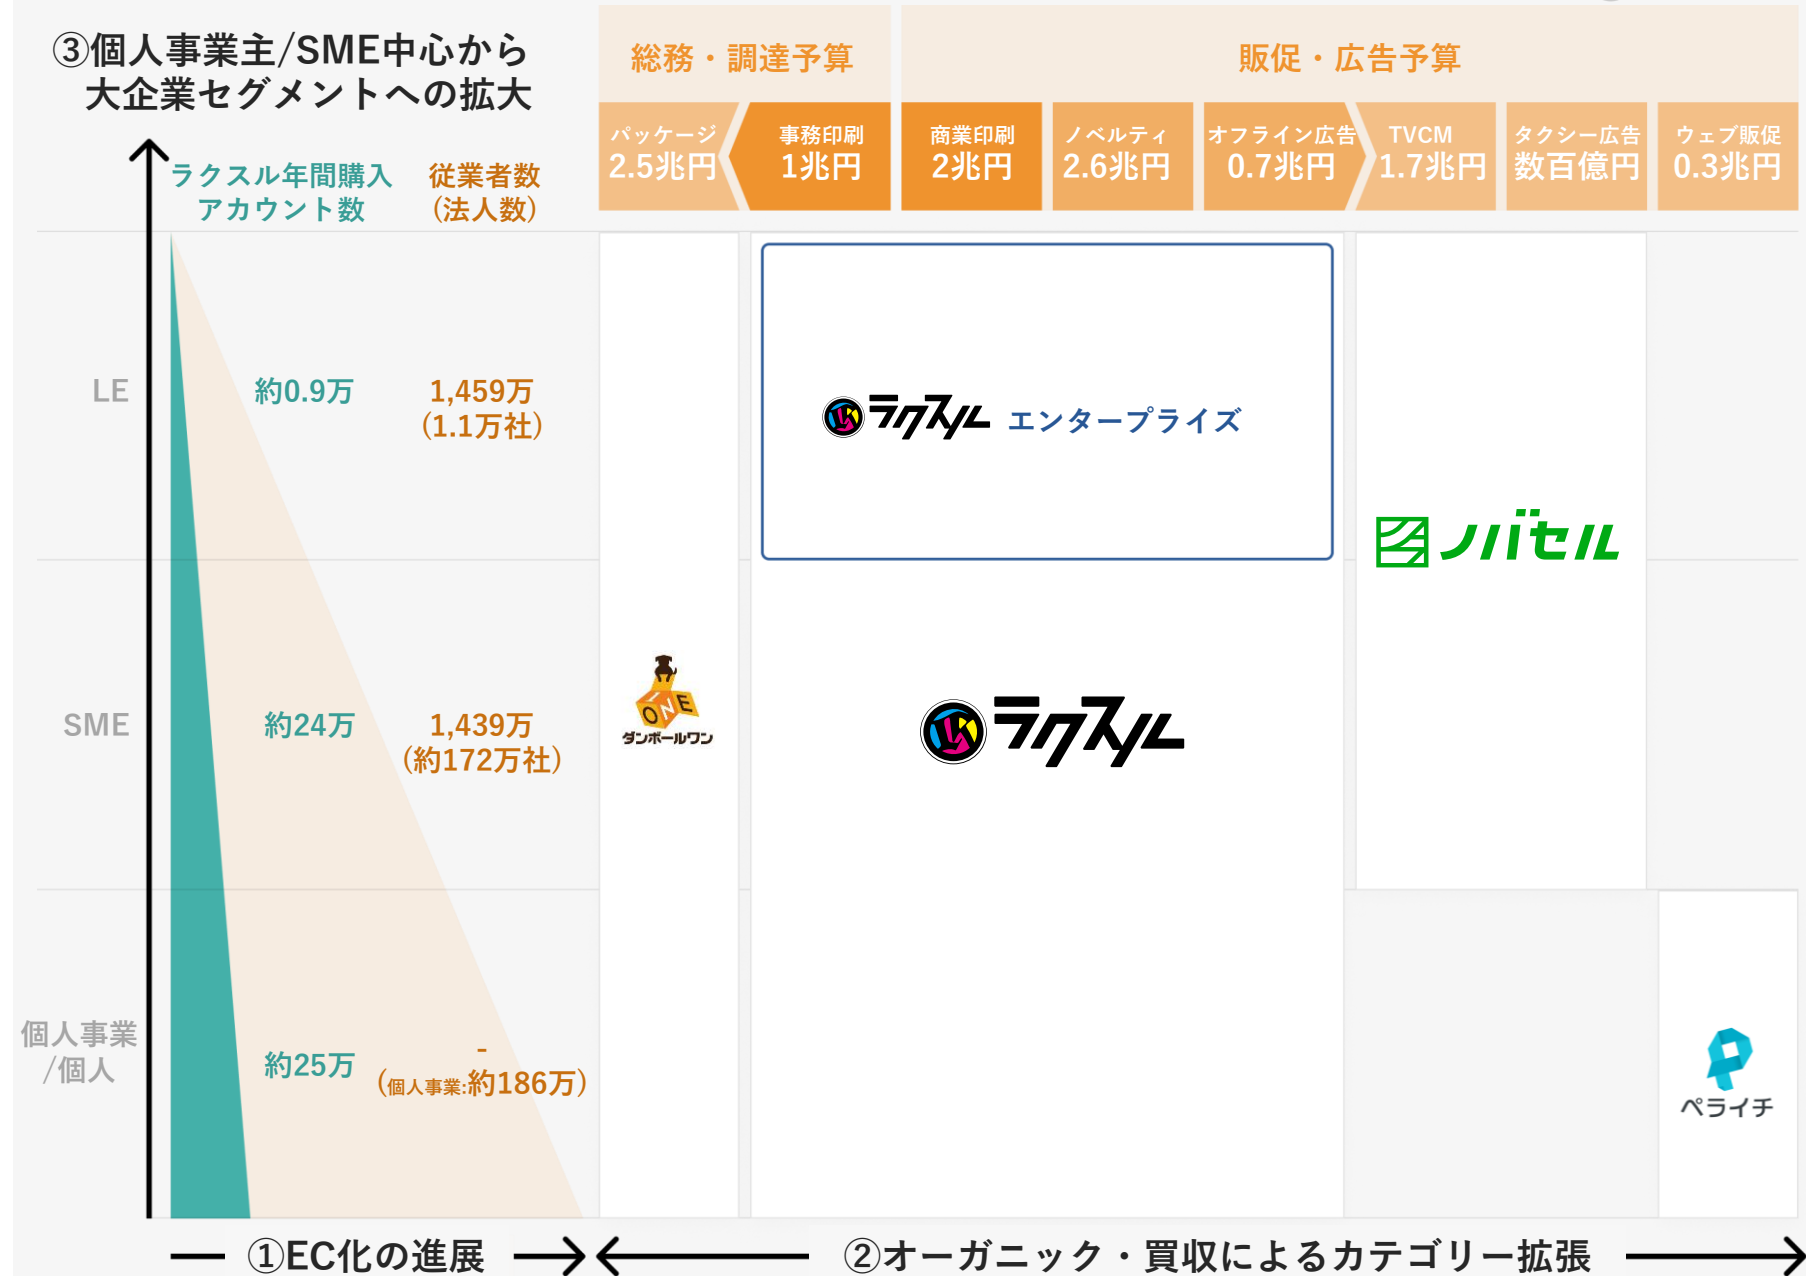 ③個人事業主/SME中心から
大企業セグメントへの拡大
総務・調達予算
販促・広告予算
パッケージ
2.5兆円
事務印刷
1兆円
商業印刷
2兆円
ノベルティ
2.6兆円
オフライン広告
0.7兆円
TVCM
1.7兆円
タクシー広告
数百億円
ウェブ販促
0.3兆円
ラクスル年間購入
アカウント数
従業者数
(法人数)
LE
約0.9万
1,459万
(1.1万社)
ラクスル エンタープライズ
ノバセル
SME
約24万
1,439万
(約172万社)
ONE
ダンボールワン
ラクスル
個人事業
/個人
約25万
-
(個人事業:約186万)
ペライチ
①EC化の進展
②オーガニック・買収によるカテゴリー拡張